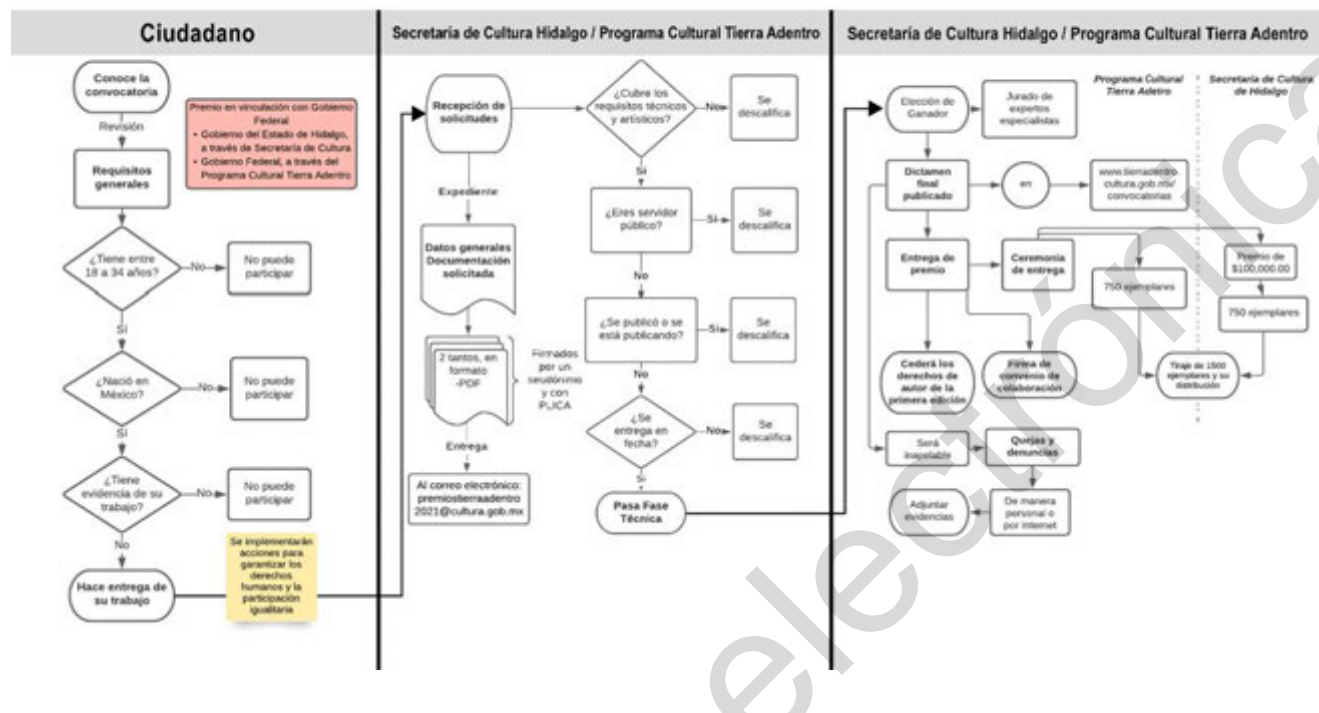 Ciudadano
Conoce la
convocatoria
Revisión
Premio en vinculación con Gobierno
Federal
• Gobierno del Estado de Hidalgo,
a través de Secretaría de Cultura
• Gobierno Federal, a través del
Programa Cultural Tierra Adentro
Requisitos
generales
¿Tiene entre
18 a 34 años?
No
No puede
participar
Sí
¿Nació en
México?
No
No puede
participar
Sí
¿Tiene
evidencia de su
trabajo?
No
No puede
participar
No
Se implementarán
acciones para
garantizar los
derechos
humanos y la
participación
igualitaria
Hace entrega de
su trabajo
Secretaría de Cultura Hidalgo / Programa Cultural Tierra Adentro
Recepción de
solicitudes
Expediente
Datos generales
Documentación
solicitada
2 tantos, en
formato
-PDF
Firmados
por un
seudónimo
y con
PLICA
Entrega
Al correo electrónico:
premiostierraadentro
2021@cultura.gob.mx
¿Cubre los
requisitos técnicos
y artísticos?
No
Se
descalifica
Sí
¿Eres servidor
público?
Sí
Se
descalifica
No
¿Se publicó o se
está publicando?
Sí
Se
descalifica
No
¿Se
entrega en
fecha?
No
Se
descalifica
Sí
Pasa Fase
Técnica
Secretaría de Cultura Hidalgo / Programa Cultural Tierra Adentro
Elección de
Ganador
Jurado de
expertos
especialistas
Programa Cultural
Tierra Adetro
Secretaría de Cultura
de Hidalgo
Dictamen
final
publicado
en
www.tierradentro.
cultura.gob.mx/
convocatorias
Entrega de
premio
Ceremonia
de entrega
750 ejemplares
Premio de
$100,000.00
750 ejemplares
Cederá los
derechos de
autor de la
primera edición
Firma de
convenio de
colaboración
Tiraje de 1500
ejemplares y su
distribución
Será
inapelable
Quejas y
denuncias
Adjuntar
evidencias
De manera
personal o
por internet
electrónica